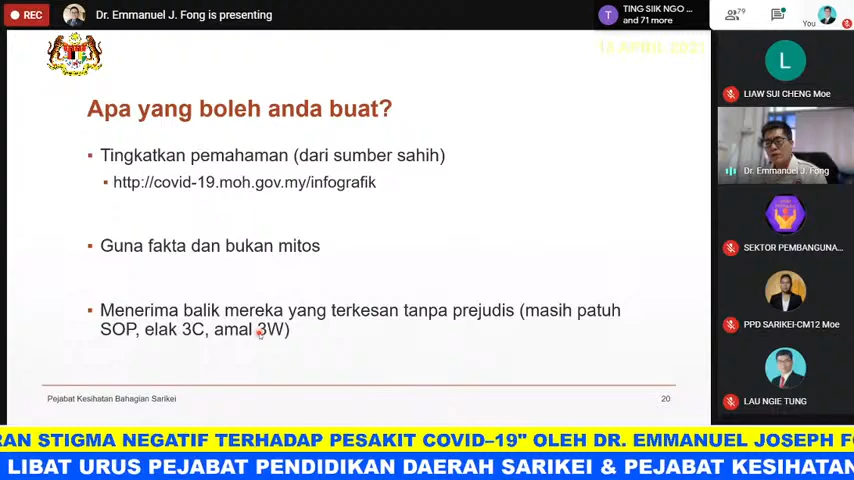 REC
Dr. Emmanuel J. Fong is presenting
T
TING SIIK NGO ...
and 71 more
79
You
Apa yang boleh anda buat?
Tingkatkan pemahaman (dari sumber sahih)
http://covid-19.moh.gov.my/infografik
Guna fakta dan bukan mitos
Menerima balik mereka yang terkesan tanpa prejudis (masih patuh
SOP, elak 3C, amal 3W)
Pejabat Kesihatan Bahagian Sarikei
20
L
LIAW SUI CHENG Moe
Dr. Emmanuel J. Fong
SEKTOR PEMBANGUNA...
PPD SARIKEI-CM12 Moe
LAU NGIE TUNG
RAN STIGMA NEGATIF TERHADAP PESAKIT COVID–19" OLEH DR. EMMANUEL JOSEPH F
LIBAT URUS PEJABAT PENDIDIKAN DAERAH SARIKEI & PEJABAT KESIHATAN